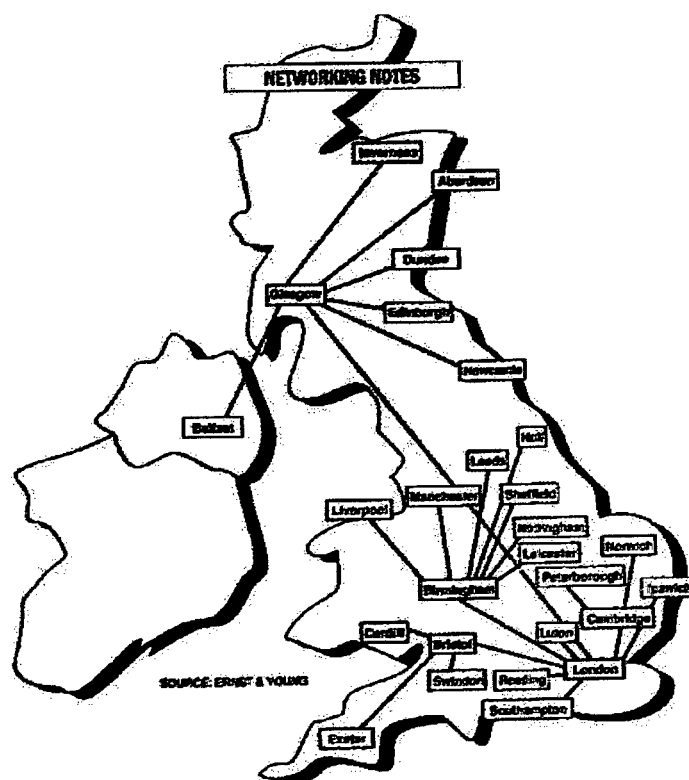 NETWORKING NOTES
Inverness
Aberdeen
Dundee
Glasgow
Edinburgh
Newcastle
Belfast
Hull
Leeds
Manchester
Sheffield
Liverpool
Nottingham
Norwich
Leicester
Peterborough
Birmingham
Ipswich
Cambridge
Cardiff
Luton
Bristol
London
Swindon
Reading
SOURCE: ERNST & YOUNG
Southampton
Exeter